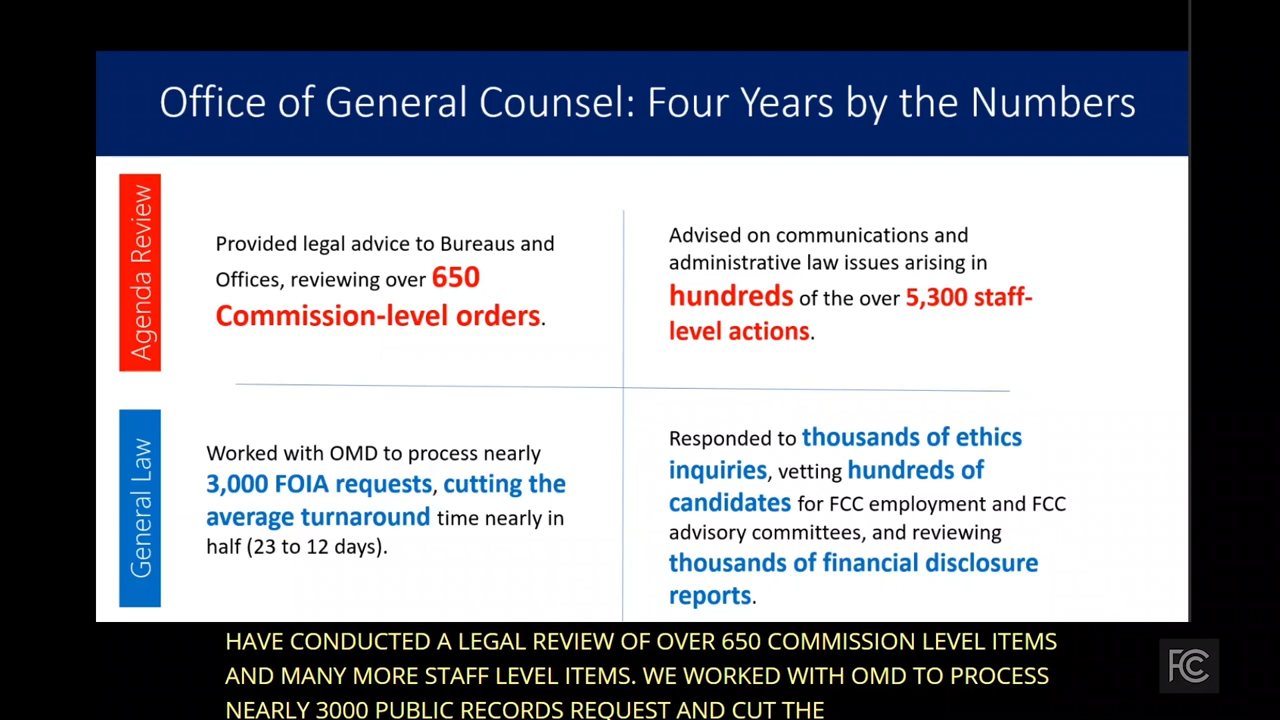 Office of General Counsel: Four Years by the Numbers
Agenda Review
Provided legal advice to Bureaus and
Offices, reviewing over 650
Commission-level orders.
Advised on communications and
administrative law issues arising in
hundreds of the over 5,300 staff-
level actions.
General Law
Worked with OMD to process nearly
3,000 FOIA requests, cutting the
average turnaround time nearly in
half (23 to 12 days).
Responded to thousands of ethics
inquiries, vetting hundreds of
candidates for FCC employment and FCC
advisory committees, and reviewing
thousands of financial disclosure
reports.
HAVE CONDUCTED A LEGAL REVIEW OF OVER 650 COMMISSION LEVEL ITEMS
AND MANY MORE STAFF LEVEL ITEMS. WE WORKED WITH OMD TO PROCESS
NEARLY 3000 PUBLIC RECORDS REQUEST AND CUT THE
FCC